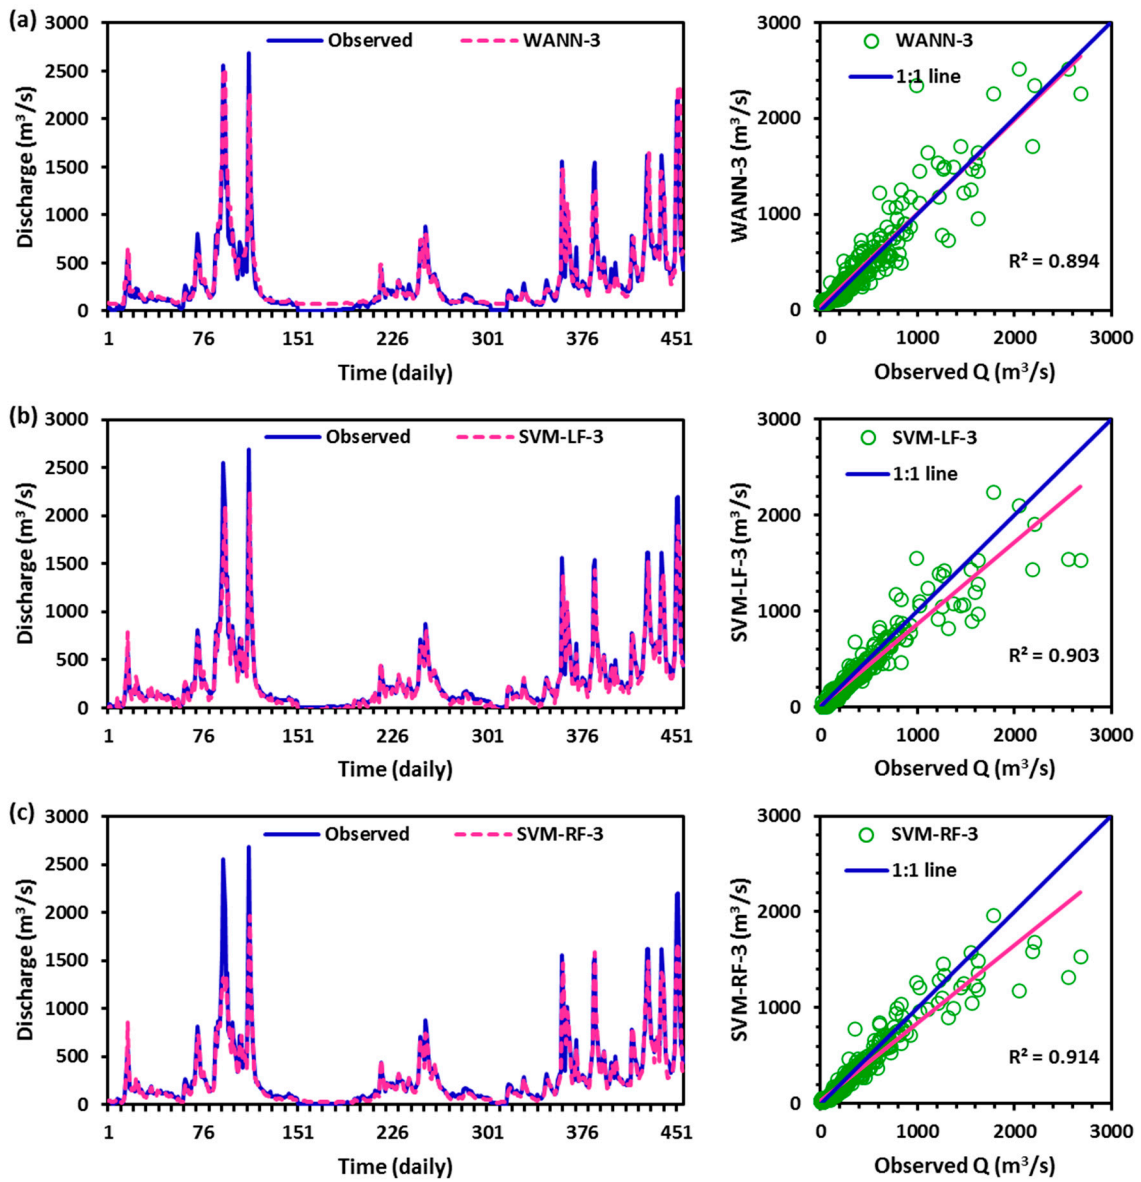 (a)
Observed WANN-3
Discharge (m³/s)
3000
2500
2000
1500
1000
500
0
1 76 151 226 301 376 451
Time (daily)
WANN-3
1:1 line
WANN-3 (m³/s)
3000
2000
1000
0
R² = 0.894
0 1000 2000 3000
Observed Q (m³/s)
(b)
Observed SVM-LF-3
Discharge (m³/s)
3000
2500
2000
1500
1000
500
0
1 76 151 226 301 376 451
Time (daily)
SVM-LF-3
1:1 line
SVM-LF-3 (m³/s)
3000
2000
1000
0
R² = 0.903
0 1000 2000 3000
Observed Q (m³/s)
(c)
Observed SVM-RF-3
Discharge (m³/s)
3000
2500
2000
1500
1000
500
0
1 76 151 226 301 376 451
Time (daily)
SVM-RF-3
1:1 line
SVM-RF-3 (m³/s)
3000
2000
1000
0
R² = 0.914
0 1000 2000 3000
Observed Q (m³/s)